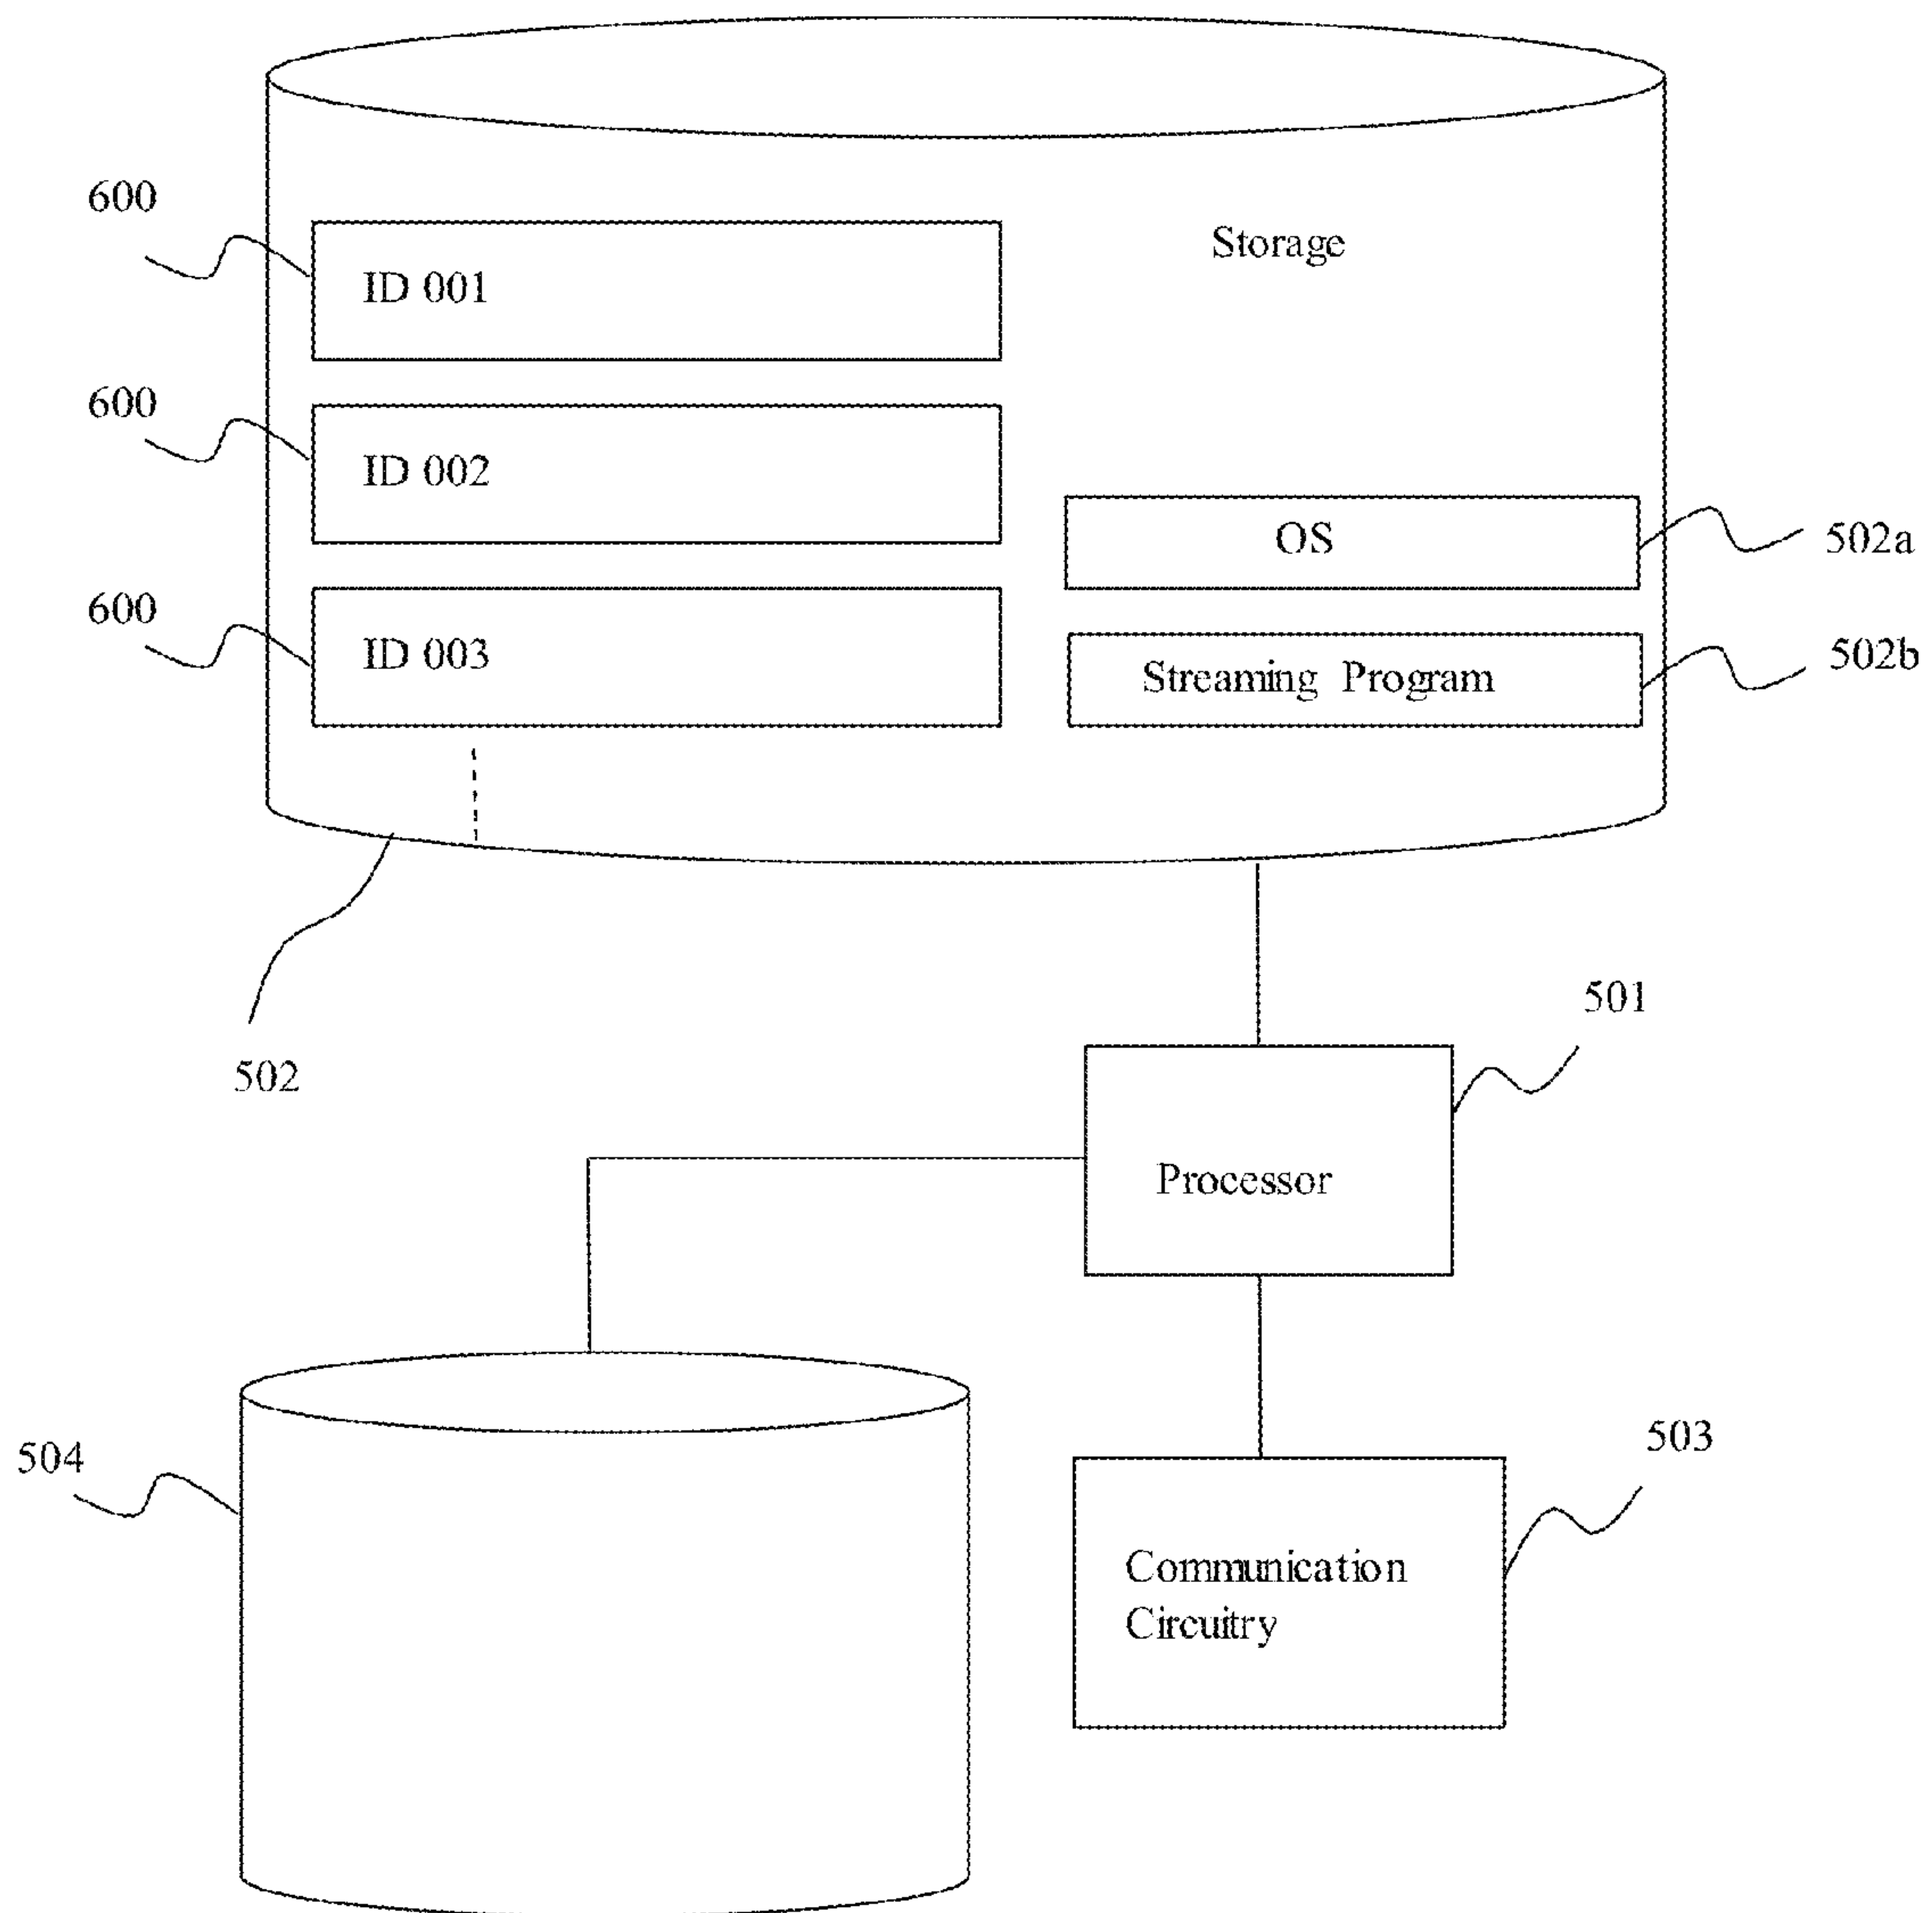 600
ID 001
Storage
600
ID 002
OS
502a
600
ID 003
Streaming Program
502b
502
501
Processor
504
503
Communication
Circuitry